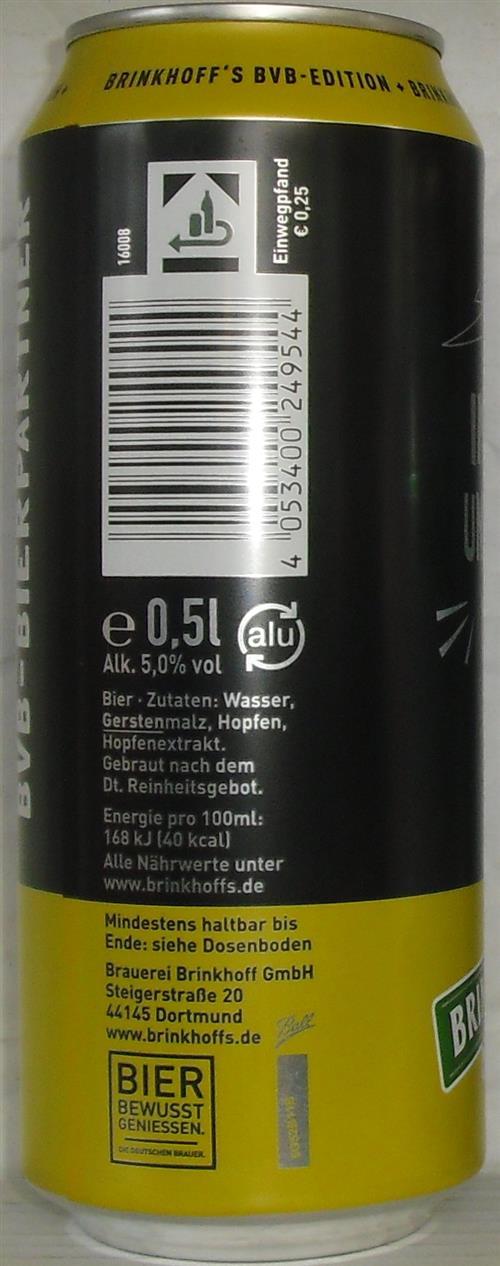 BRINKHOFF'S BVB-EDITION +
BVB-BIERPARTNER
16008
Einwegpfand
€ 0,25
4 053400 249544
e 0,5l
alu
Alk. 5,0% vol
Bier · Zutaten: Wasser,
Gerstenmalz, Hopfen,
Hopfenextrakt.
Gebraut nach dem
Dt. Reinheitsgebot.
Energie pro 100ml:
168 kJ (40 kcal)
Alle Nährwerte unter
www.brinkhoffs.de
Mindestens haltbar bis
Ende: siehe Dosenboden
Brauerei Brinkhoff GmbH
Steigerstraße 20
44145 Dortmund
www.brinkhoffs.de
Ball
BRI
BIER
BEWUSST
GENIESSEN.
DIE DEUTSCHEN BRAUER.